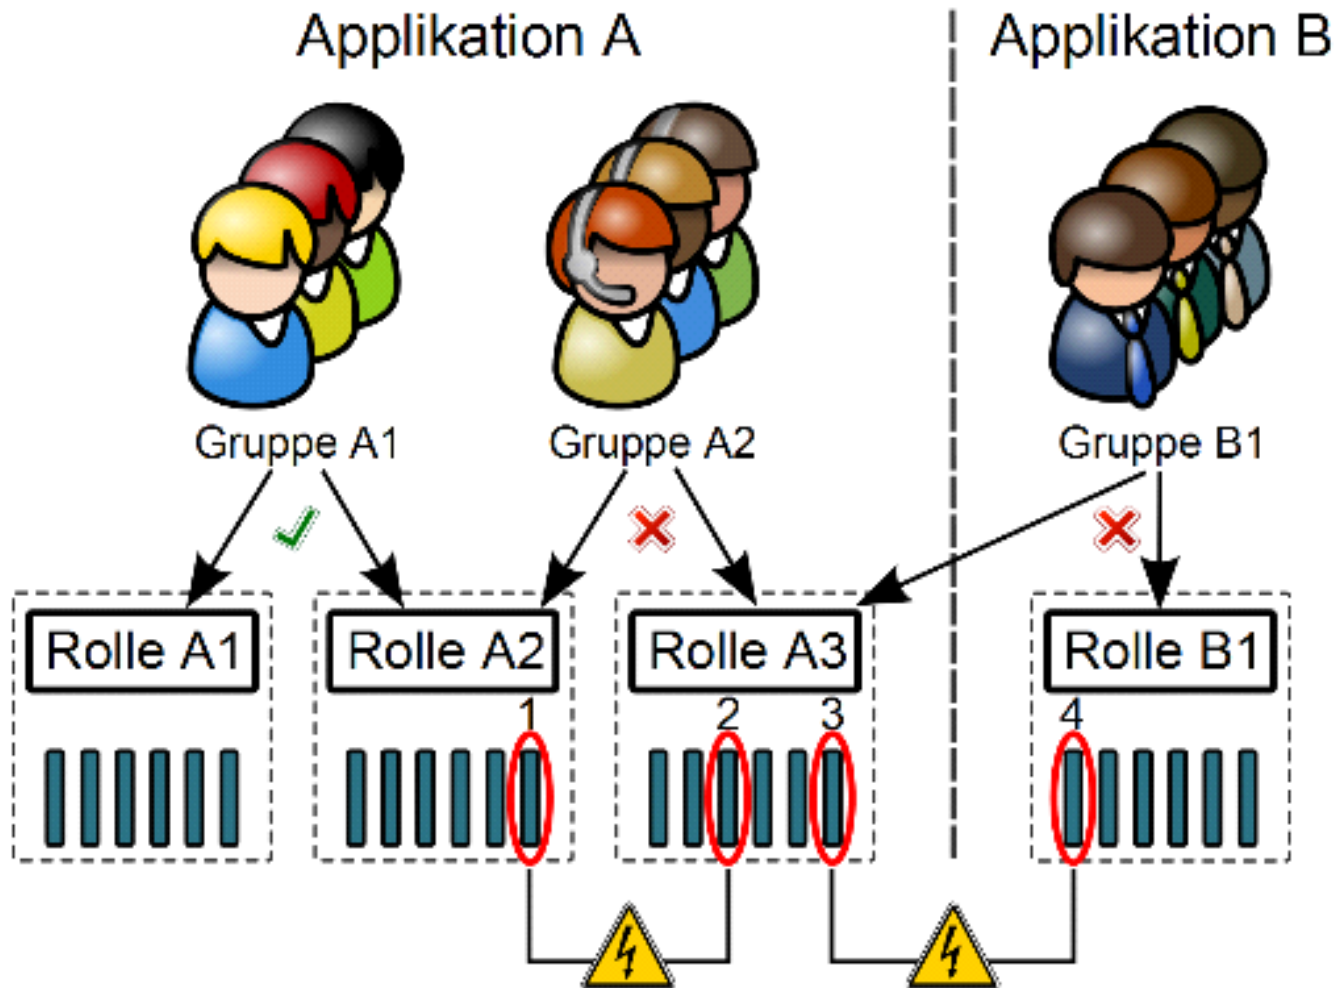 Applikation A
Applikation B
Gruppe A1
Gruppe A2
Gruppe B1
Rolle A1
Rolle A2
Rolle A3
Rolle B1
1
2
3
4